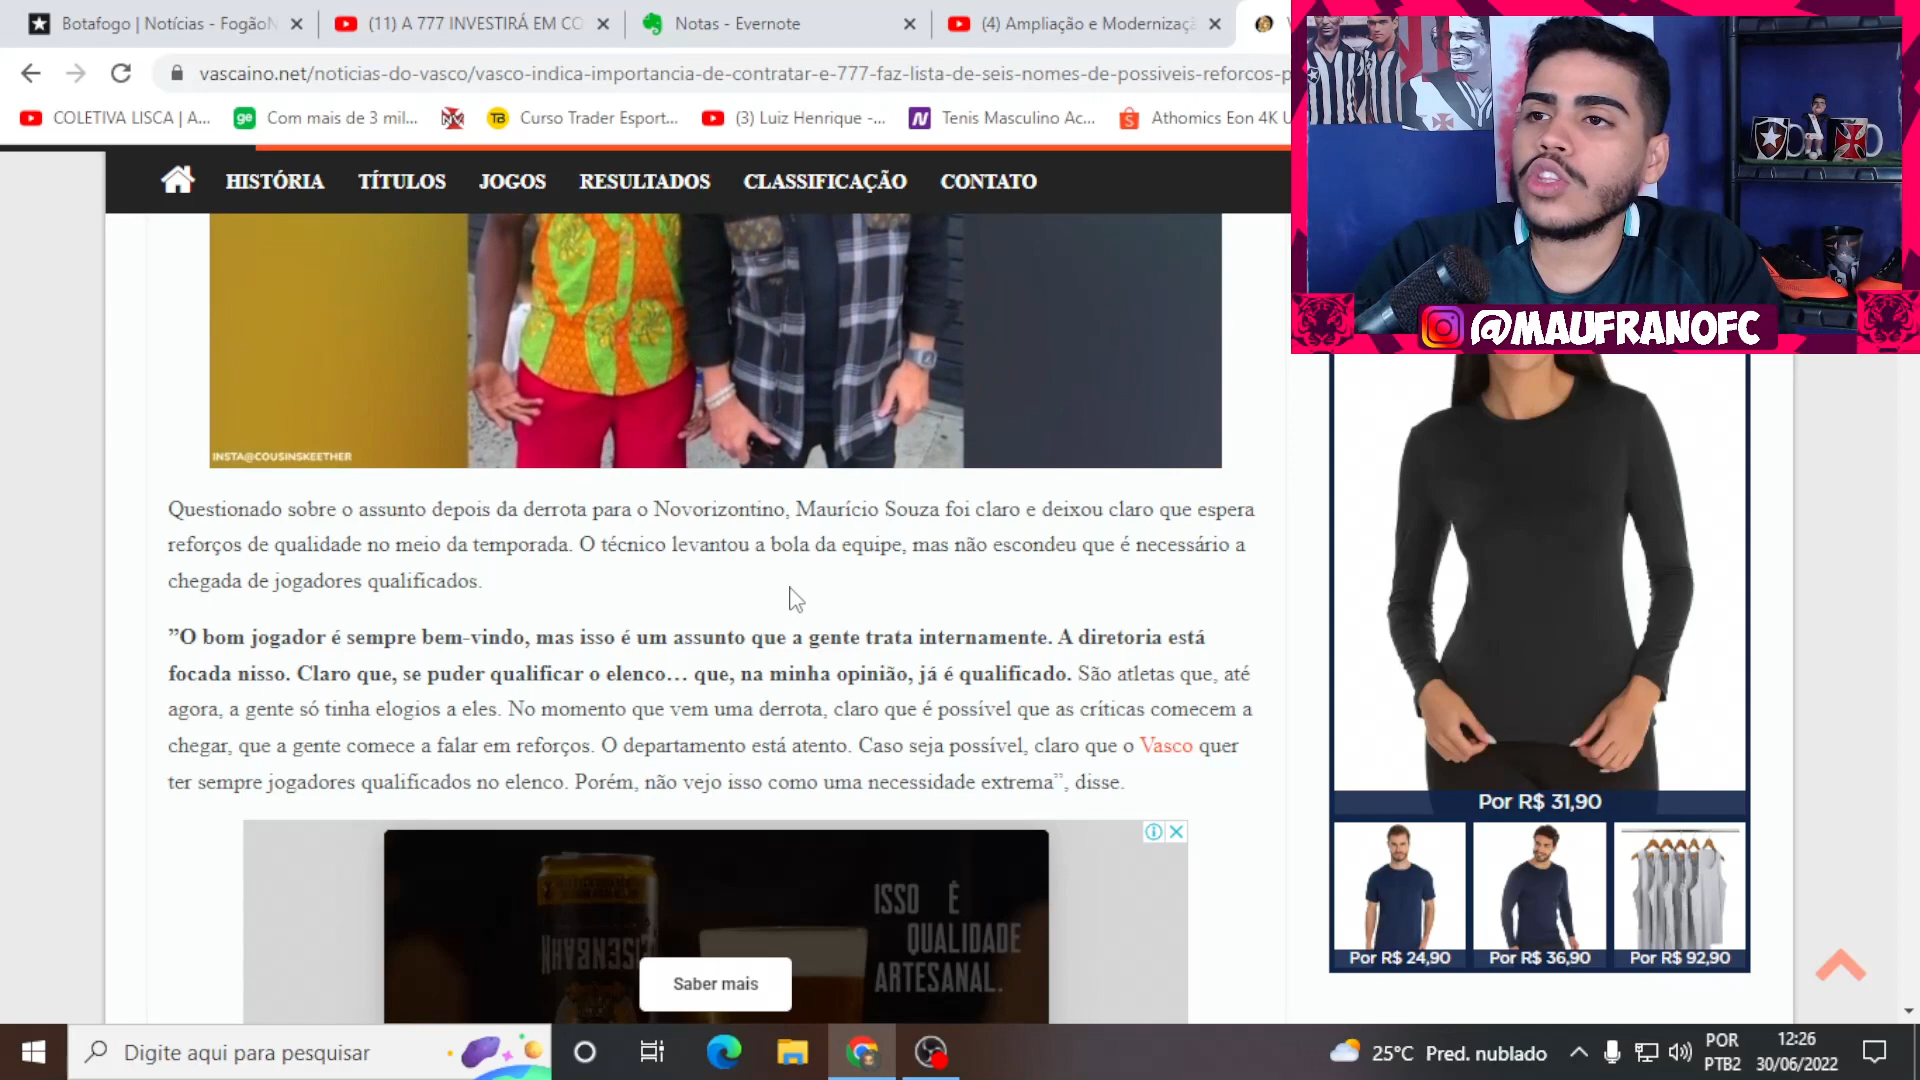 Botafogo | Notícias - FogãoN
(11) A 777 INVESTIRÁ EM CO
Notas - Evernote
(4) Ampliação e Modernizaçã
vascaino.net/noticias-do-vasco/vasco-indica-importancia-de-contratar-e-777-faz-lista-de-seis-nomes-de-possiveis-reforcos-p
COLETIVA LISCA | A...
ge Com mais de 3 mil...
TB Curso Trader Esport...
(3) Luiz Henrique -...
Tenis Masculino Ac...
Athomics Eon 4K U
HISTÓRIA TÍTULOS JOGOS RESULTADOS CLASSIFICAÇÃO CONTATO
@MAUFRANOFC
INSTA@COUSINSKEETHER
Questionado sobre o assunto depois da derrota para o Novorizontino, Maurício Souza foi claro e deixou claro que espera
reforços de qualidade no meio da temporada. O técnico levantou a bola da equipe, mas não escondeu que é necessário a
chegada de jogadores qualificados.
”O bom jogador é sempre bem-vindo, mas isso é um assunto que a gente trata internamente. A diretoria está
focada nisso. Claro que, se puder qualificar o elenco… que, na minha opinião, já é qualificado. São atletas que, até
agora, a gente só tinha elogios a eles. No momento que vem uma derrota, claro que é possível que as críticas comecem a
chegar, que a gente comece a falar em reforços. O departamento está atento. Caso seja possível, claro que o Vasco quer
ter sempre jogadores qualificados no elenco. Porém, não vejo isso como uma necessidade extrema”, disse.
Por R$ 31,90
Por R$ 24,90
Por R$ 36,90
Por R$ 92,90
ISSO É
QUALIDADE
ARTESANAL.
Saber mais
Digite aqui para pesquisar
25°C Pred. nublado
POR
PTB2
12:26
30/06/2022